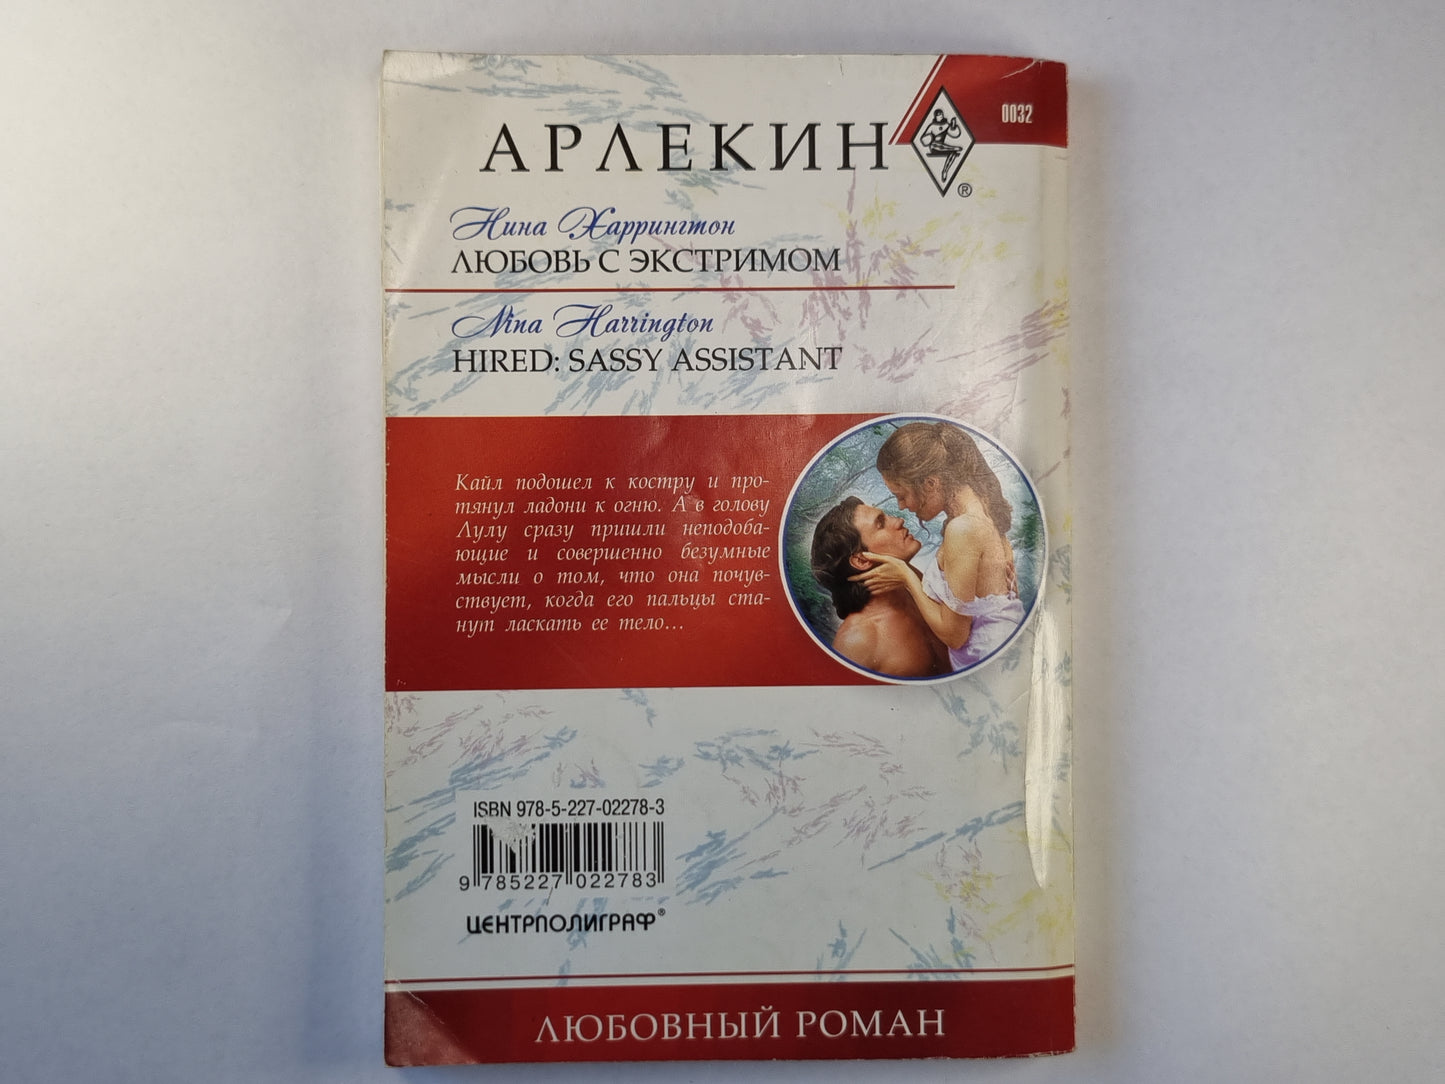 0032
АРЛЕКИН
®
Нина Харрингтон
ЛЮБОВЬ С ЭКСТРИМОМ
Nina Harrington
HIRED: SASSY ASSISTANT
Кайл подошел к костру и про-
тянул ладони к огню. А в голову
Лулу сразу пришли неподоба-
ющие и совершенно безумные
мысли о том, что она почув-
ствует, когда его пальцы ста-
нут ласкать ее тело...
ISBN 978-5-227-02278-3
9 785227 022783
ЦЕНТРПОЛИГРАФ®
ЛЮБОВНЫЙ РОМАН